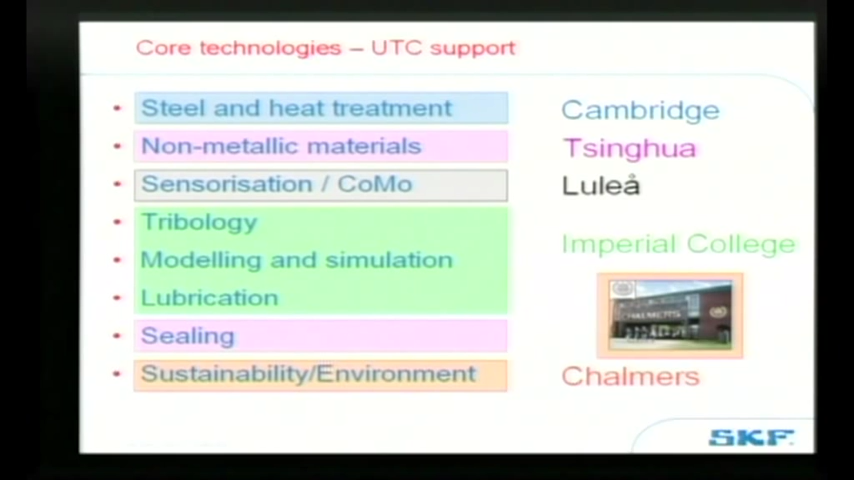 Core technologies – UTC support
• Steel and heat treatment
Cambridge
• Non-metallic materials
Tsinghua
• Sensorisation / CoMo
Luleå
• Tribology
Imperial College
• Modelling and simulation
• Lubrication
CHALMERS
• Sealing
• Sustainability/Environment
Chalmers
SKF